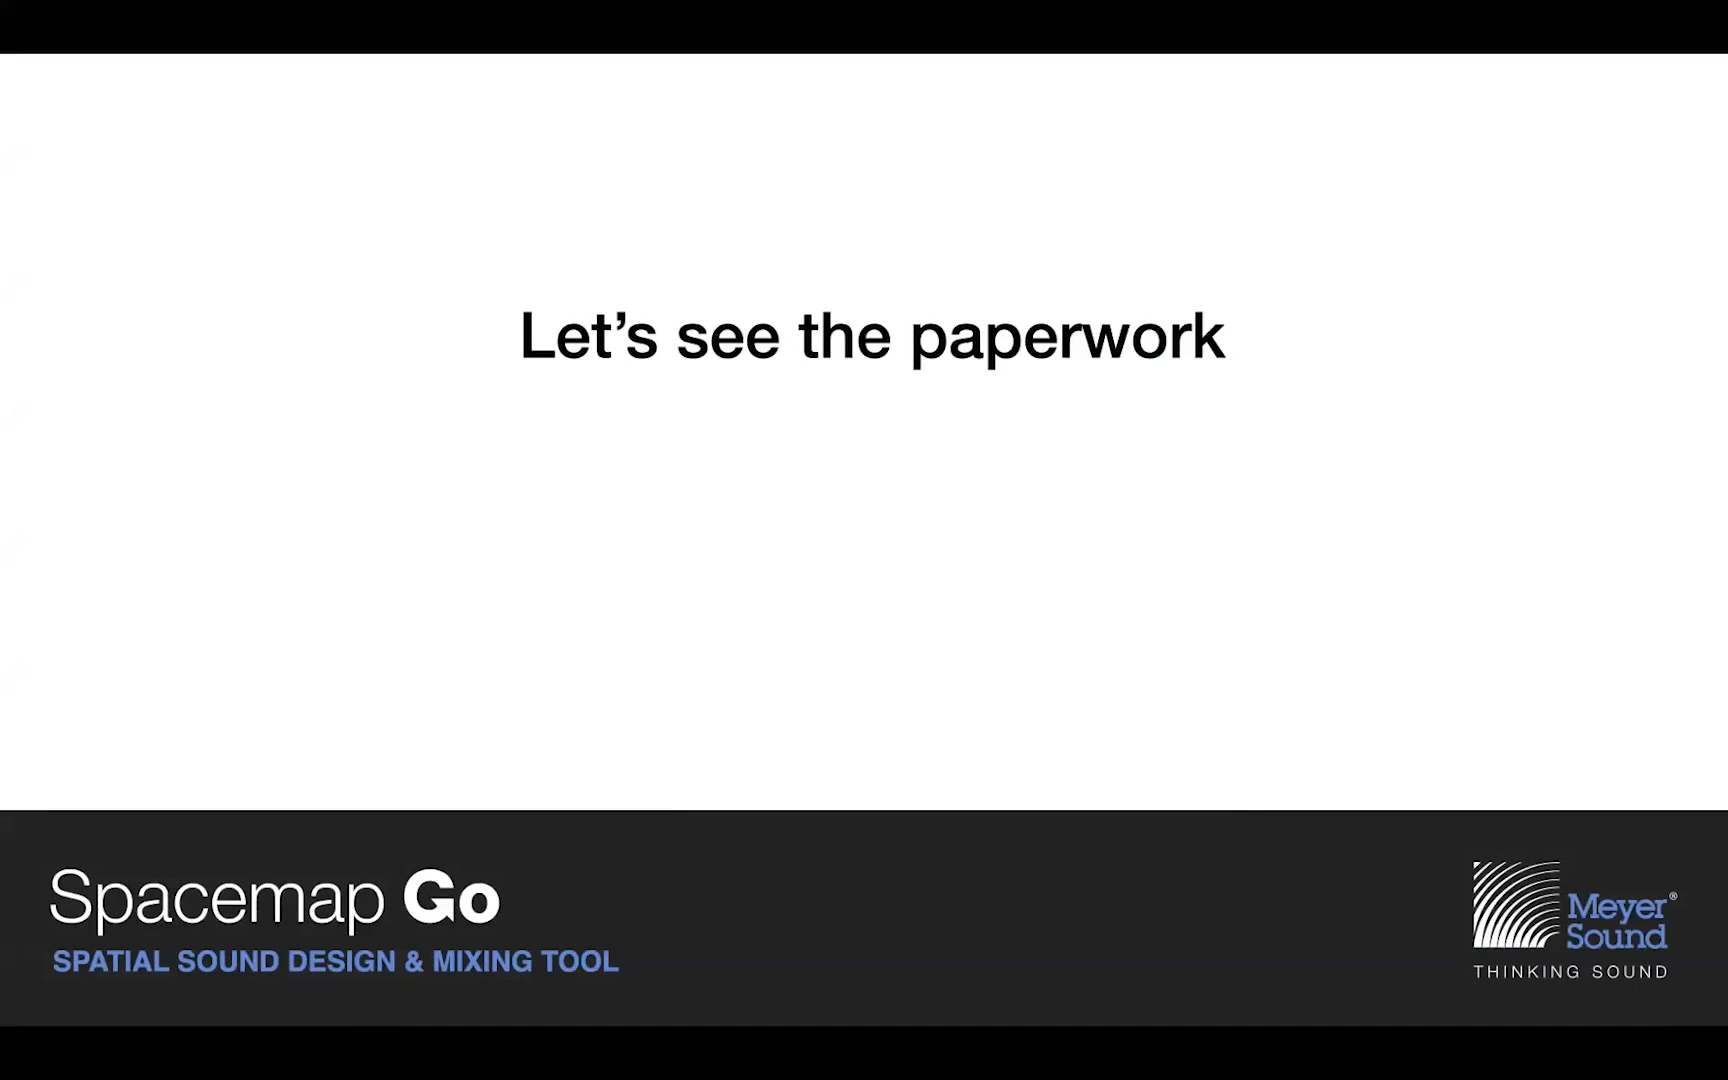 Let’s see the paperwork
Spacemap Go
SPATIAL SOUND DESIGN & MIXING TOOL
Meyer®
Sound
THINKING SOUND